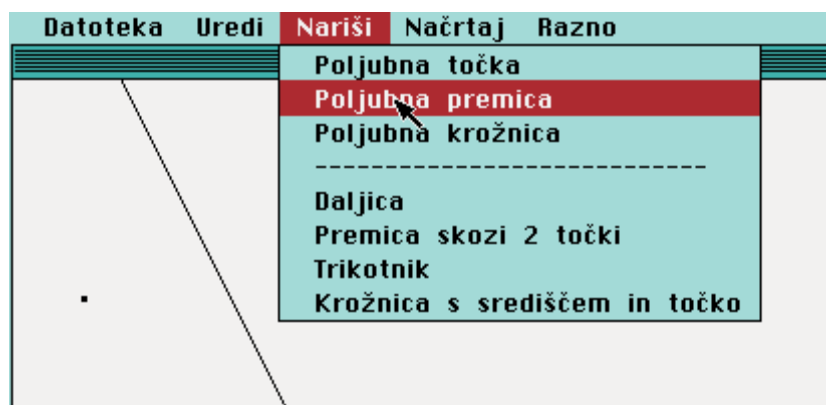 Datoteka Uredi Nariši Načrtaj Razno
Poljubna točka
Poljubna premica
Poljubna krožnica
Daljica
Premica skozi 2 točki
Trikotnik
Krožnica s središčem in točko